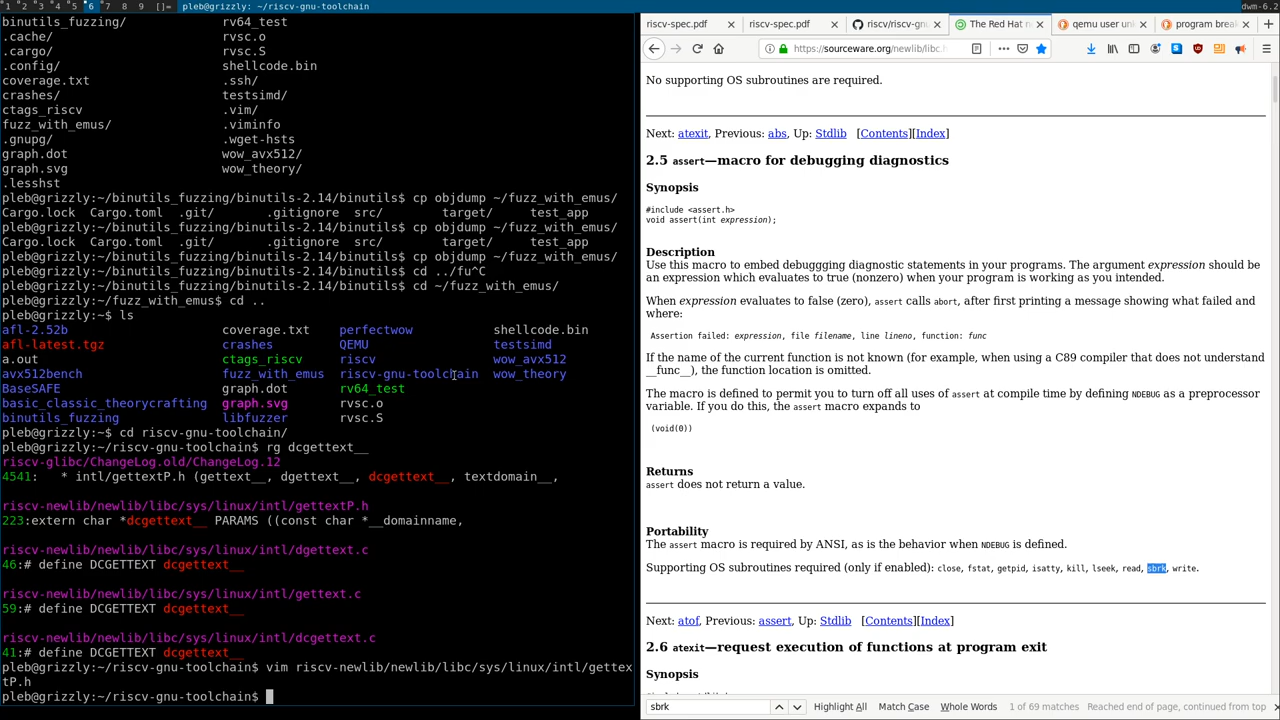 1 2 3 4 5 6 7 8 9 []= pleb@grizzly: ~/riscv-gnu-toolchain dwm-6.2
binutils_fuzzing/ rv64_test
.cache/ rvsc.o
.cargo/ rvsc.S
.config/ shellcode.bin
coverage.txt .ssh/
crashes/ testsimd/
ctags_riscv .vim/
fuzz_with_emus/ .viminfo
.gnupg/ .wget-hsts
graph.dot wow_avx512/
graph.svg wow_theory/
.lesshst
pleb@grizzly:~/binutils_fuzzing/binutils-2.14/binutils$ cp objdump ~/fuzz_with_emus/
Cargo.lock Cargo.toml .git/ .gitignore src/ target/ test_app
pleb@grizzly:~/binutils_fuzzing/binutils-2.14/binutils$ cp objdump ~/fuzz_with_emus/
Cargo.lock Cargo.toml .git/ .gitignore src/ target/ test_app
pleb@grizzly:~/binutils_fuzzing/binutils-2.14/binutils$ cp objdump ~/fuzz_with_emus/
pleb@grizzly:~/binutils_fuzzing/binutils-2.14/binutils$ cd ../fu^C
pleb@grizzly:~/binutils_fuzzing/binutils-2.14/binutils$ cd ~/fuzz_with_emus/
pleb@grizzly:~/fuzz_with_emus$ cd ..
pleb@grizzly:~$ ls
afl-2.52b coverage.txt perfectwow shellcode.bin
afl-latest.tgz crashes QEMU testsimd
a.out ctags_riscv riscv wow_avx512
avx512bench fuzz_with_emus riscv-gnu-toolchain wow_theory
BaseSAFE graph.dot rv64_test
basic_classic_theorycrafting graph.svg rvsc.o
binutils_fuzzing libfuzzer rvsc.S
pleb@grizzly:~$ cd riscv-gnu-toolchain/
pleb@grizzly:~/riscv-gnu-toolchain$ rg dcgettext__
riscv-glibc/ChangeLog.old/ChangeLog.12
4541: * intl/gettextP.h (gettext__, dgettext__, dcgettext__, textdomain__,
riscv-newlib/newlib/libc/sys/linux/intl/gettextP.h
223:extern char *dcgettext__ PARAMS ((const char *__domainname,
riscv-newlib/newlib/libc/sys/linux/intl/dgettext.c
46:# define DCGETTEXT dcgettext__
riscv-newlib/newlib/libc/sys/linux/intl/gettext.c
59:# define DCGETTEXT dcgettext__
riscv-newlib/newlib/libc/sys/linux/intl/dcgettext.c
41:# define DCGETTEXT dcgettext__
pleb@grizzly:~/riscv-gnu-toolchain$ vim riscv-newlib/newlib/libc/sys/linux/intl/gettex
tP.h
pleb@grizzly:~/riscv-gnu-toolchain$
riscv-spec.pdf riscv-spec.pdf riscv/riscv-gn The Red Hat n qemu user un program break
https://sourceware.org/newlib/libc.h
No supporting OS subroutines are required.
Next: atexit, Previous: abs, Up: Stdlib [Contents][Index]
2.5 assert—macro for debugging diagnostics
Synopsis
#include <assert.h>
void assert(int expression);
Description
Use this macro to embed debuggging diagnostic statements in your programs. The argument expression should be
an expression which evaluates to true (nonzero) when your program is working as you intended.
When expression evaluates to false (zero), assert calls abort, after first printing a message showing what failed and
where:
Assertion failed: expression, file filename, line lineno, function: func
If the name of the current function is not known (for example, when using a C89 compiler that does not understand
__func__), the function location is omitted.
The macro is defined to permit you to turn off all uses of assert at compile time by defining NDEBUG as a preprocessor
variable. If you do this, the assert macro expands to
(void(0))
Returns
assert does not return a value.
Portability
The assert macro is required by ANSI, as is the behavior when NDEBUG is defined.
Supporting OS subroutines required (only if enabled): close, fstat, getpid, isatty, kill, lseek, read, sbrk, write.
Next: atof, Previous: assert, Up: Stdlib [Contents][Index]
2.6 atexit—request execution of functions at program exit
Synopsis
sbrk Highlight All Match Case Whole Words 1 of 69 matches Reached end of page, continued from top